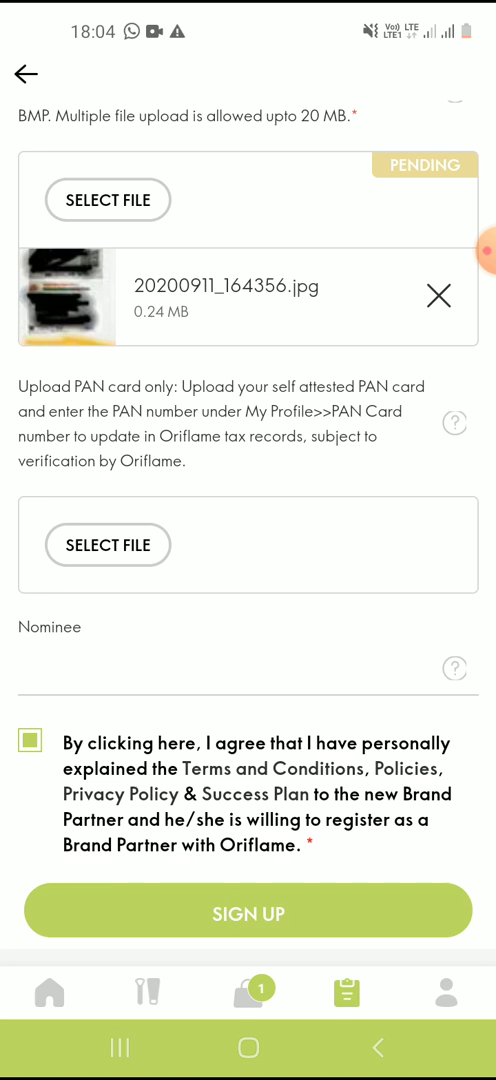 18:04
Vo) LTE
LTE1
BMP. Multiple file upload is allowed upto 20 MB.*
PENDING
SELECT FILE
20200911_164356.jpg
0.24 MB
Upload PAN card only: Upload your self attested PAN card
and enter the PAN number under My Profile>>PAN Card
number to update in Oriflame tax records, subject to
verification by Oriflame.
?
SELECT FILE
Nominee
?
By clicking here, I agree that I have personally
explained the Terms and Conditions, Policies,
Privacy Policy & Success Plan to the new Brand
Partner and he/she is willing to register as a
Brand Partner with Oriflame. *
SIGN UP
1